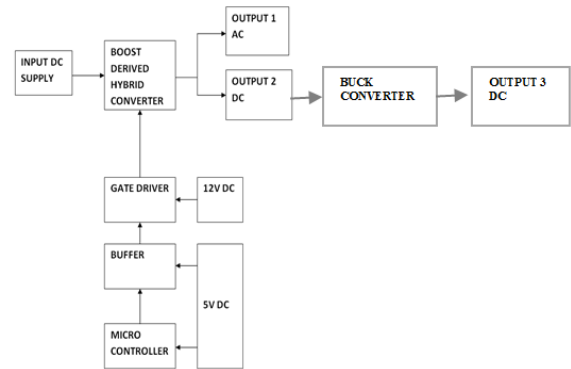 INPUT DC
SUPPLY
BOOST
DERIVED
HYBRID
CONVERTER
OUTPUT 1
AC
OUTPUT 2
DC
BUCK
CONVERTER
OUTPUT 3
DC
GATE DRIVER
12V DC
BUFFER
5V DC
MICRO
CONTROLLER